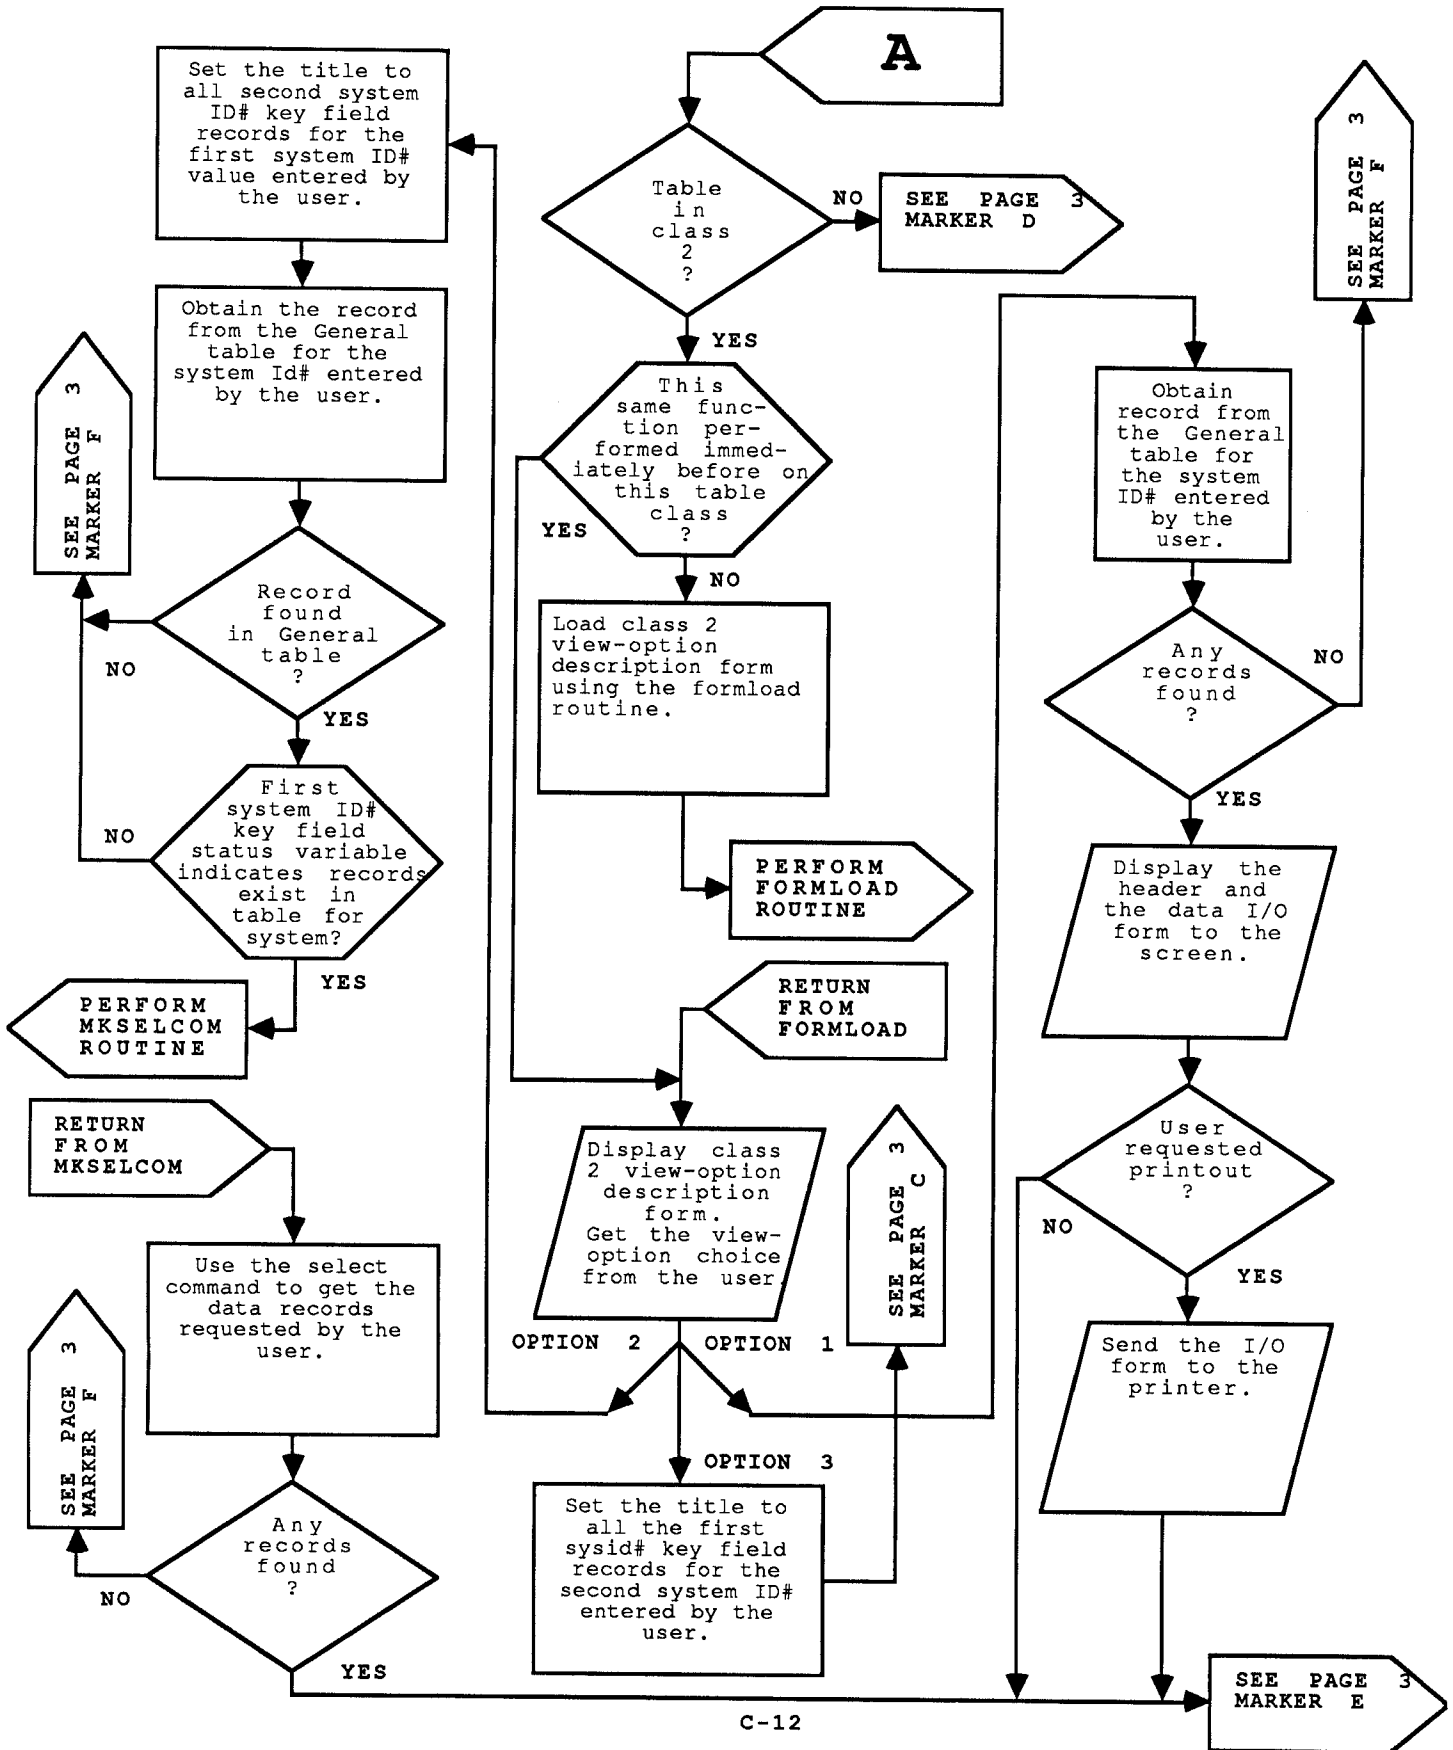 A
Set the title to
all second system
ID# key field
records for the
first system ID#
value entered by
the user.
Table
in
class
2
?
NO
SEE PAGE 3
MARKER D
SEE PAGE 3
MARKER F
YES
Obtain the record
from the General
table for the
system Id# entered
by the user.
SEE PAGE 3
MARKER F
This
same func-
tion per-
formed immed-
iately before on
this table
class
?
YES
NO
Obtain
record from
the General
table for
the system
ID# entered
by the
user.
Record
found
in General
table
?
NO
YES
Load class 2
view-option
description form
using the formload
routine.
Any
records
found
?
NO
YES
First
system ID#
key field
status variable
indicates records
exist in
table for
system?
NO
YES
PERFORM
FORMLOAD
ROUTINE
Display the
header and
the data I/O
form to the
screen.
PERFORM
MKSELCOM
ROUTINE
RETURN
FROM
FORMLOAD
RETURN
FROM
MKSELCOM
Display class
2 view-option
description
form.
Get the view-
option choice
from the user.
SEE PAGE 3
MARKER C
User
requested
printout
?
NO
YES
Use the select
command to get the
data records
requested by the
user.
SEE PAGE 3
MARKER F
OPTION 2
OPTION 1
OPTION 3
Send the I/O
form to the
printer.
Any
records
found
?
NO
YES
Set the title to
all the first
sysid# key field
records for the
second system ID#
entered by the
user.
SEE PAGE 3
MARKER E
C-12